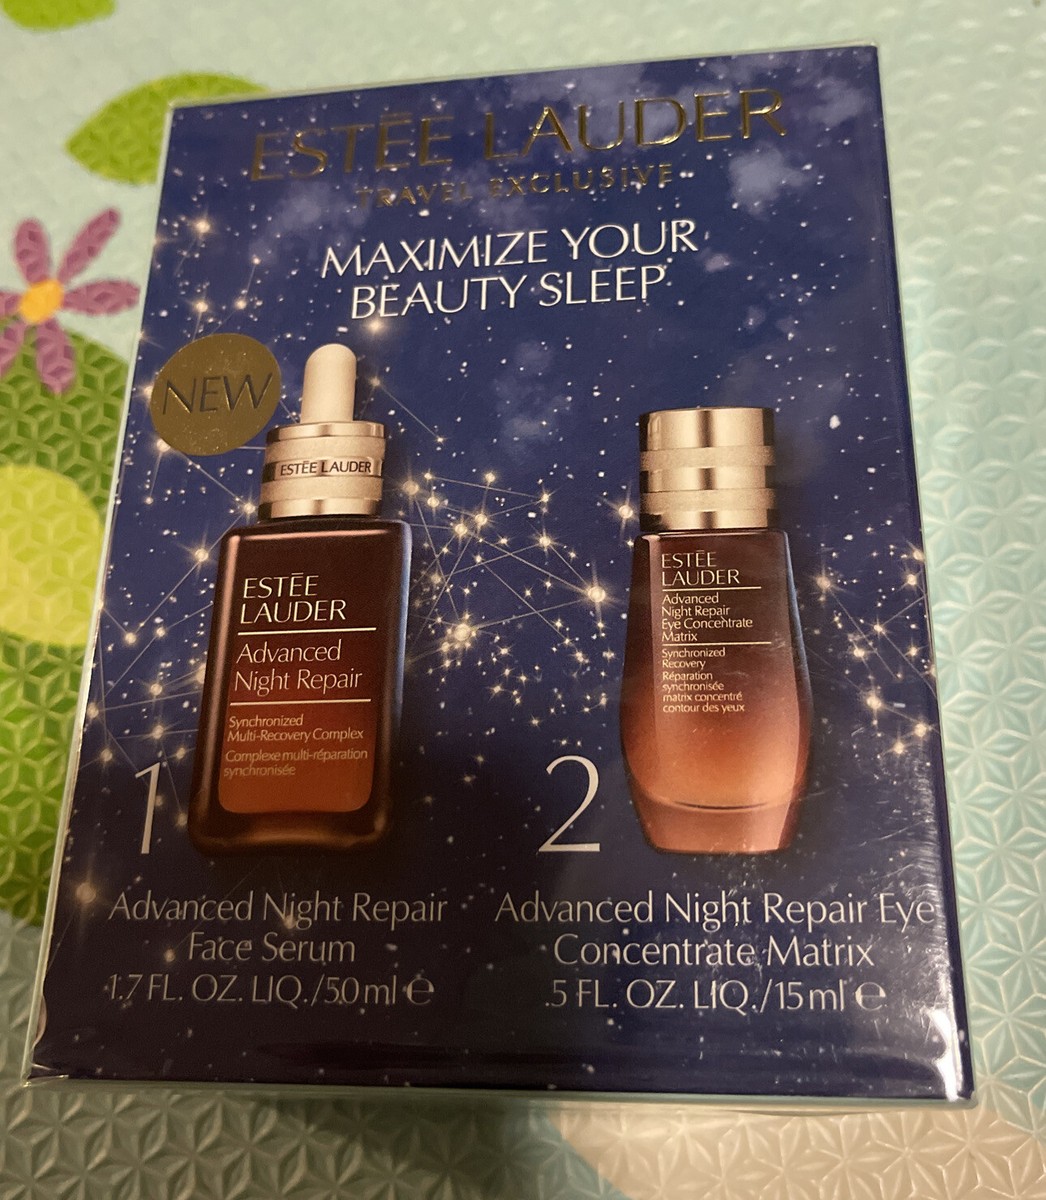 ESTĒE LAUDER
TRAVEL EXCLUSIVE
MAXIMIZE YOUR
BEAUTY SLEEP
NEW
ESTĒE LAUDER
ESTĒE
LAUDER
Advanced
Night Repair
Synchronized
Multi-Recovery Complex
Complexe multi-réparation
synchronisée
1
ESTĒE
LAUDER
Advanced
Night Repair
Eye Concentrate
Matrix
Synchronized
Recovery
Réparation
synchronisée
matrix concentré
contour des yeux
2
Advanced Night Repair
Face Serum
1.7 FL. OZ. LIQ./50 ml ℮
Advanced Night Repair Eye
Concentrate Matrix
.5 FL. OZ. LIQ./15 ml ℮